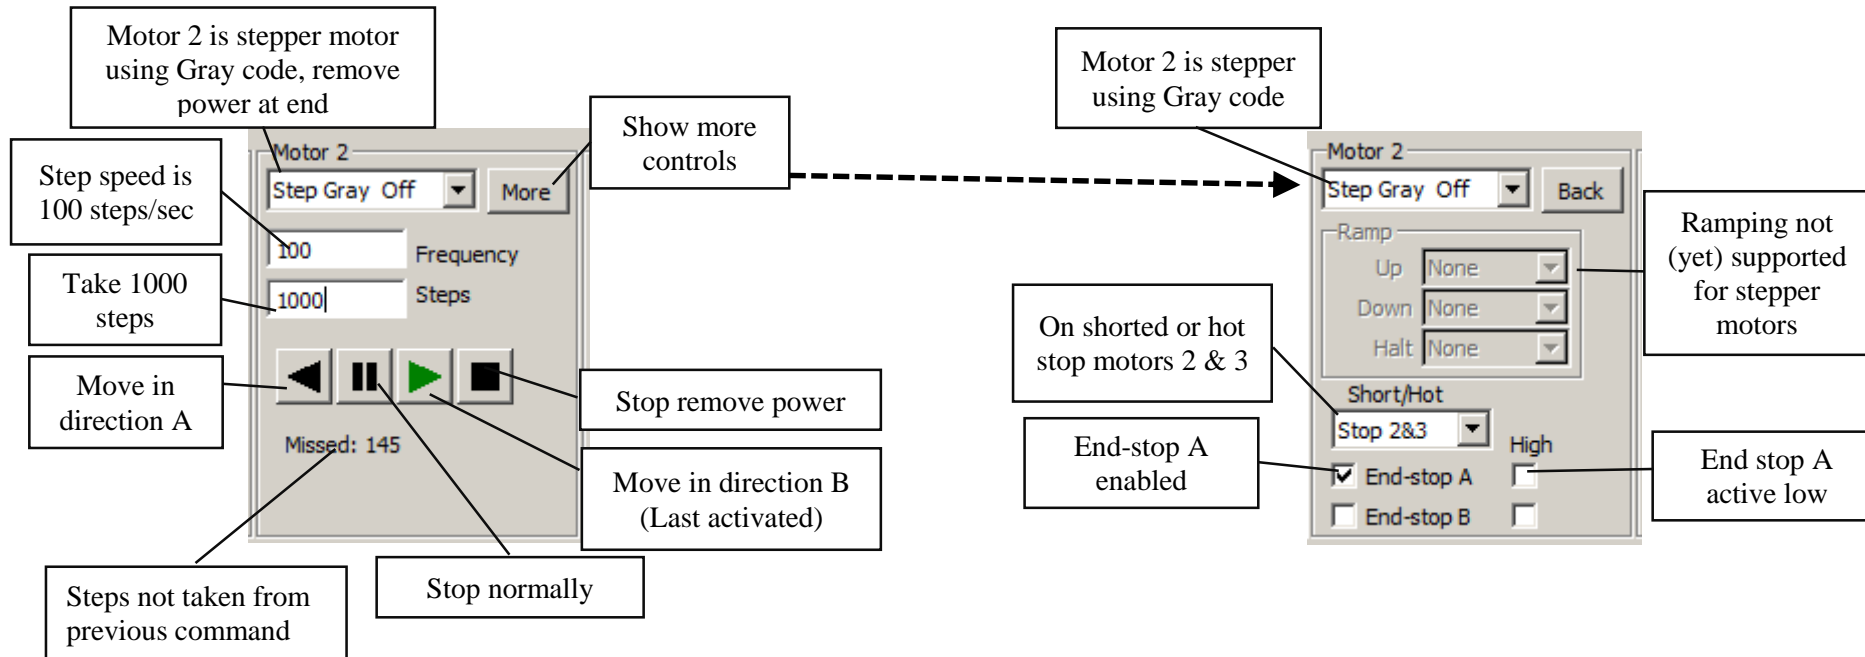 Motor 2 is stepper motor
using Gray code, remove
power at end
Step speed is
100 steps/sec
Take 1000
steps
Move in
direction A
Steps not taken from
previous command
Motor 2
Step Gray  Off
More
100
Frequency
1000
Steps
Missed: 145
Show more
controls
Stop remove power
Move in direction B
(Last activated)
Stop normally
Motor 2 is stepper
using Gray code
On shorted or hot
stop motors 2 & 3
End-stop A
enabled
Motor 2
Step Gray  Off
Back
Ramp
Up None
Down None
Halt None
Short/Hot
Stop 2&3
High
End-stop A
End-stop B
Ramping not
(yet) supported
for stepper
motors
End stop A
active low